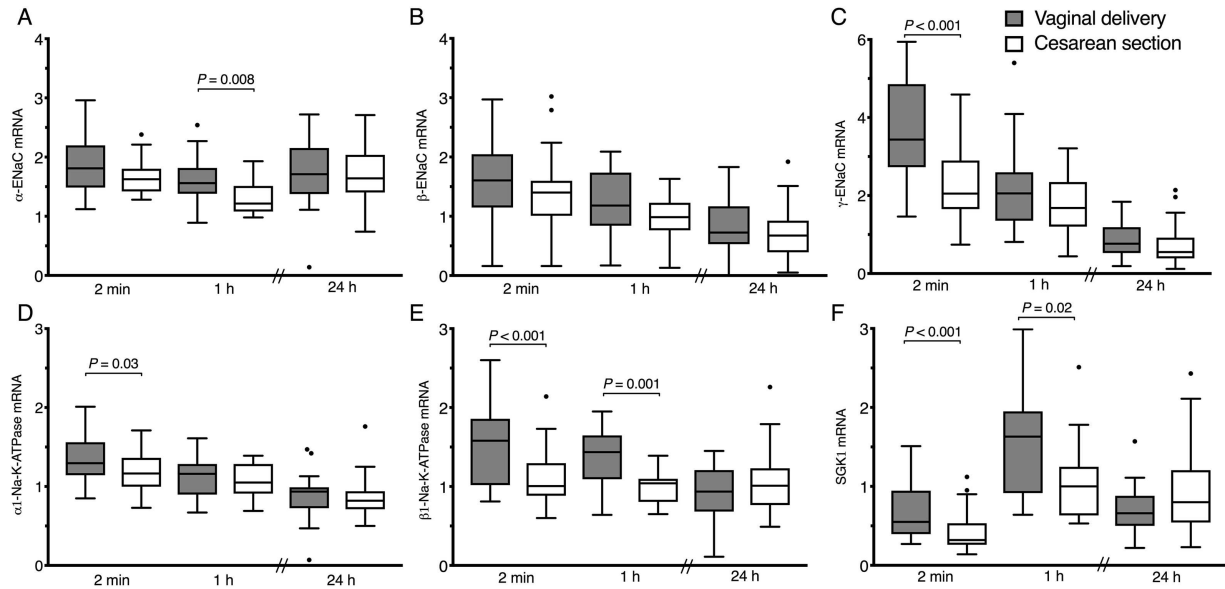 A
B
C
Vaginal delivery
Cesarean section
α-ENaC mRNA
4
3
2
1
0
P = 0.008
2 min
1 h
24 h
β-ENaC mRNA
4
3
2
1
0
2 min
1 h
24 h
γ-ENaC mRNA
6
4
2
0
P < 0.001
2 min
1 h
24 h
D
E
F
α1-Na-K-ATPase mRNA
3
2
1
0
P = 0.03
2 min
1 h
24 h
β1-Na-K-ATPase mRNA
3
2
1
0
P < 0.001
P = 0.001
2 min
1 h
24 h
SGK1 mRNA
3
2
1
0
P < 0.001
P = 0.02
2 min
1 h
24 h